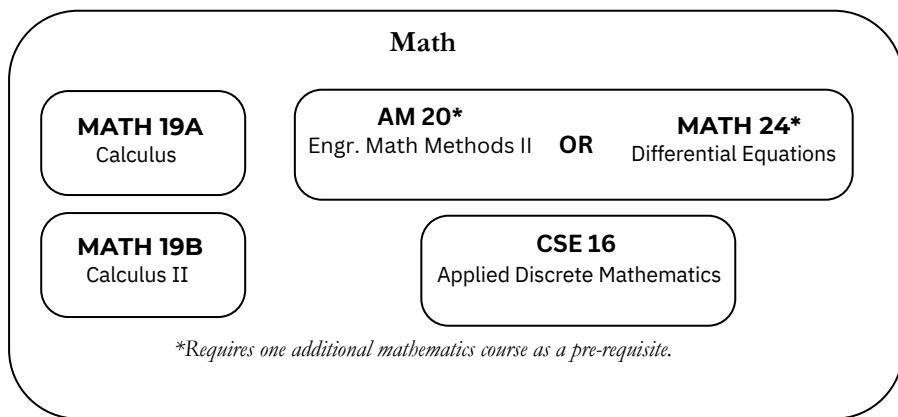 Math
MATH 19A
Calculus
AM 20*
Engr. Math Methods II
OR
MATH 24*
Differential Equations
MATH 19B
Calculus II
CSE 16
Applied Discrete Mathematics
*Requires one additional mathematics course as a pre-requisite.